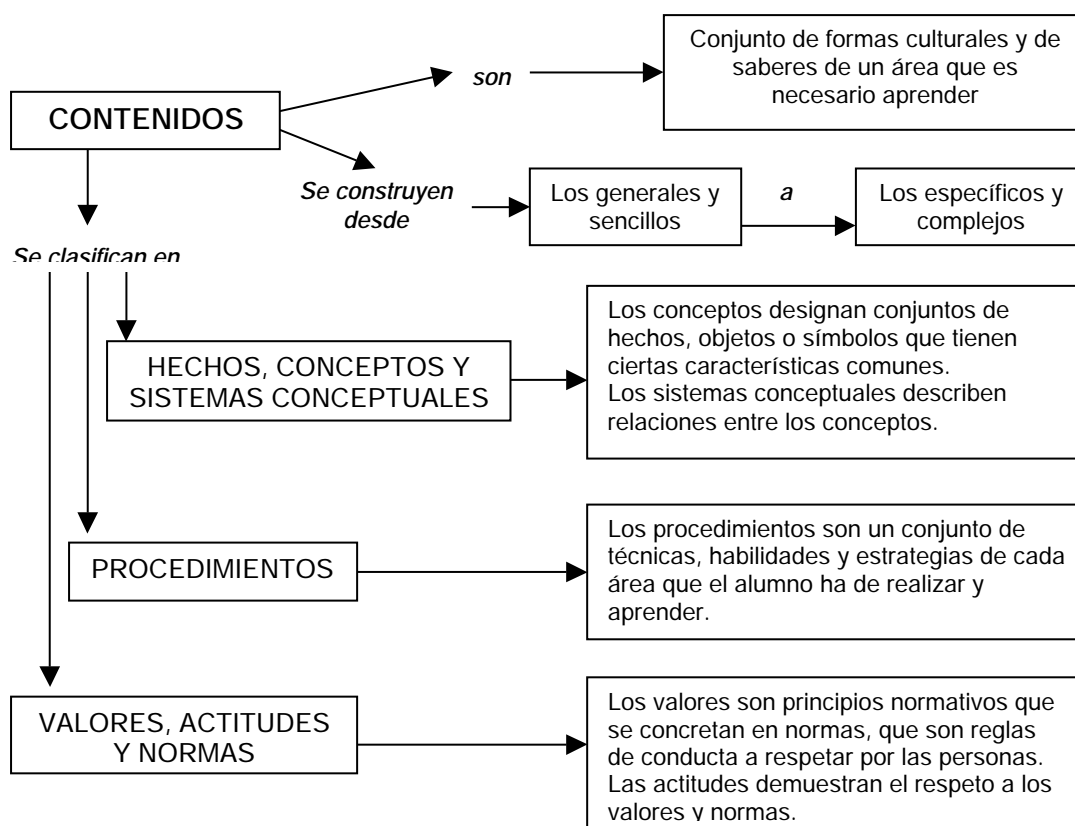 Conjunto de formas culturales y de
saberes de un área que es
necesario aprender
son
CONTENIDOS
Se construyen
desde
Los generales y
sencillos
a
Los específicos y
complejos
Se clasifican en
HECHOS, CONCEPTOS Y
SISTEMAS CONCEPTUALES
Los conceptos designan conjuntos de
hechos, objetos o símbolos que tienen
ciertas características comunes.
Los sistemas conceptuales describen
relaciones entre los conceptos.
PROCEDIMIENTOS
Los procedimientos son un conjunto de
técnicas, habilidades y estrategias de cada
área que el alumno ha de realizar y
aprender.
VALORES, ACTITUDES
Y NORMAS
Los valores son principios normativos que
se concretan en normas, que son reglas
de conducta a respetar por las personas.
Las actitudes demuestran el respeto a los
valores y normas.